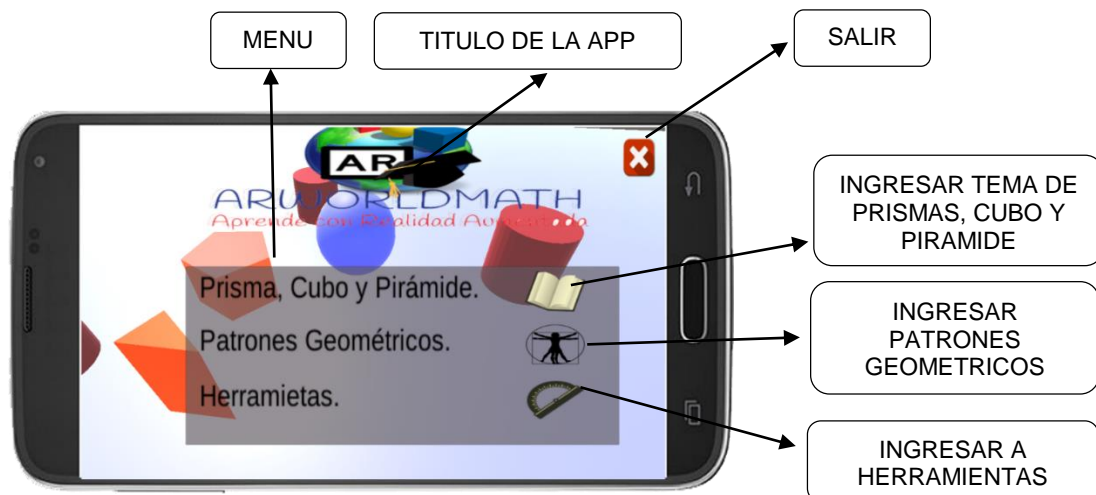 MENU
TITULO DE LA APP
SALIR
AR
ARWORLDMATH
Aprende con Realidad Aumentada
Prisma, Cubo y Pirámide.
Patrones Geométricos.
Herramietas.
INGRESAR TEMA DE
PRISMAS, CUBO Y
PIRAMIDE
INGRESAR
PATRONES
GEOMETRICOS
INGRESAR A
HERRAMIENTAS